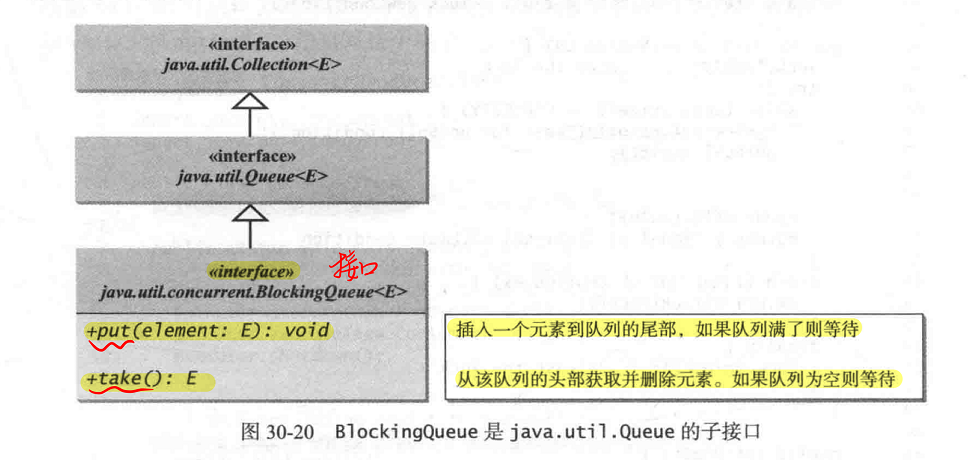 «interface»
java.util.Collection<E>
«interface»
java.util.Queue<E>
«interface» 接口
java.util.concurrent.BlockingQueue<E>
+put(element: E): void
插入一个元素到队列的尾部，如果队列满了则等待
+take(): E
从该队列的头部获取并删除元素。如果队列为空则等待
图 30-20 BlockingQueue 是 java.util.Queue 的子接口